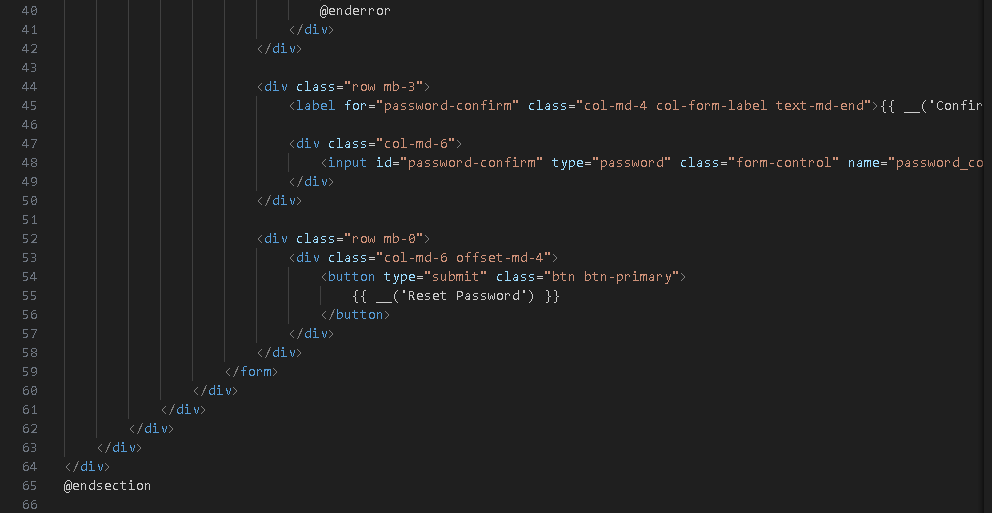 40 @enderror
41 </div>
42 </div>
43
44 <div class="row mb-3">
45 <label for="password-confirm" class="col-md-4 col-form-label text-md-end">{{ __('Confir
46
47 <div class="col-md-6">
48 <input id="password-confirm" type="password" class="form-control" name="password_co
49 </div>
50 </div>
51
52 <div class="row mb-0">
53 <div class="col-md-6 offset-md-4">
54 <button type="submit" class="btn btn-primary">
55 {{ __('Reset Password') }}
56 </button>
57 </div>
58 </div>
59 </form>
60 </div>
61 </div>
62 </div>
63 </div>
64 </div>
65 @endsection
66